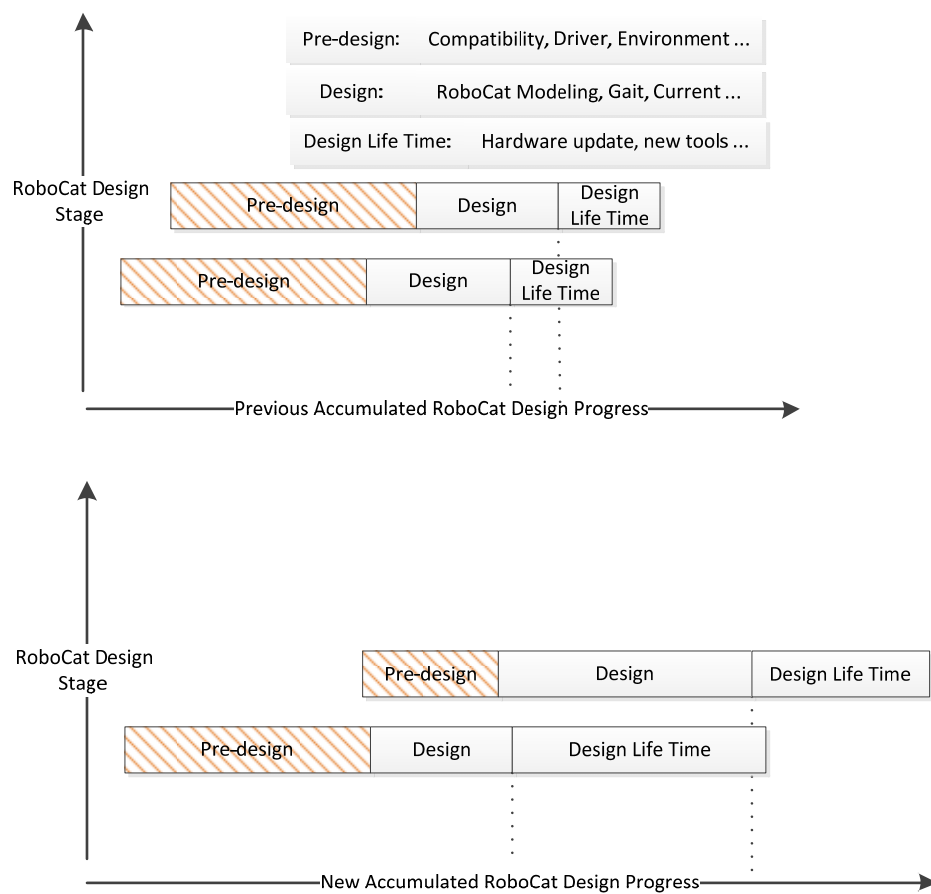 Pre-design: Compatibility, Driver, Environment ...
Design: RoboCat Modeling, Gait, Current ...
Design Life Time: Hardware update, new tools ...
RoboCat Design
Stage
Pre-design
Design
Design
Life Time
Pre-design
Design
Design
Life Time
Previous Accumulated RoboCat Design Progress
RoboCat Design
Stage
Pre-design
Design
Design Life Time
Pre-design
Design
Design Life Time
New Accumulated RoboCat Design Progress